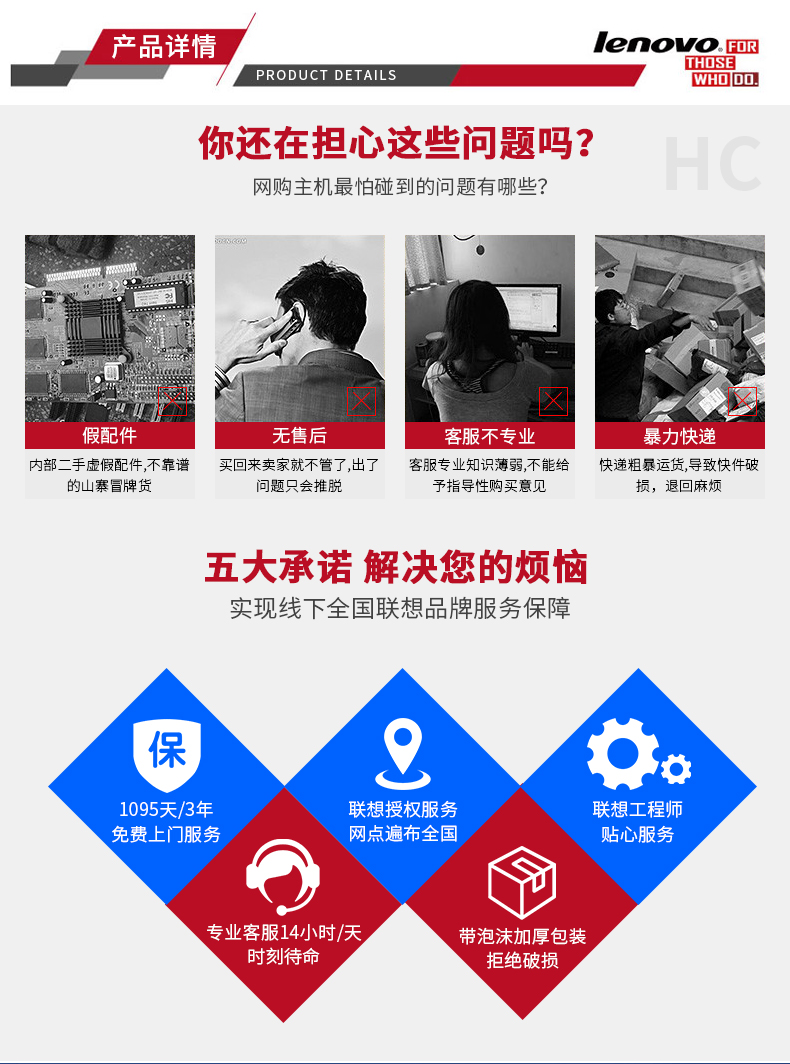 产品详情
PRODUCT DETAILS
lenovo FOR
THOSE
WHO DO.
你还在担心这些问题吗？
HC
网购主机最怕碰到的问题有哪些？
假配件
内部二手虚假配件,不靠谱
的山寨冒牌货
无售后
买回来卖家就不管了,出了
问题只会推脱
客服不专业
客服专业知识薄弱,不能给
予指导性购买意见
暴力快递
快递粗暴运货,导致快件破
损，退回麻烦
五大承诺 解决您的烦恼
实现线下全国联想品牌服务保障
保
1095天/3年
免费上门服务
联想授权服务
网点遍布全国
联想工程师
贴心服务
专业客服14小时/天
时刻待命
带泡沫加厚包装
拒绝破损